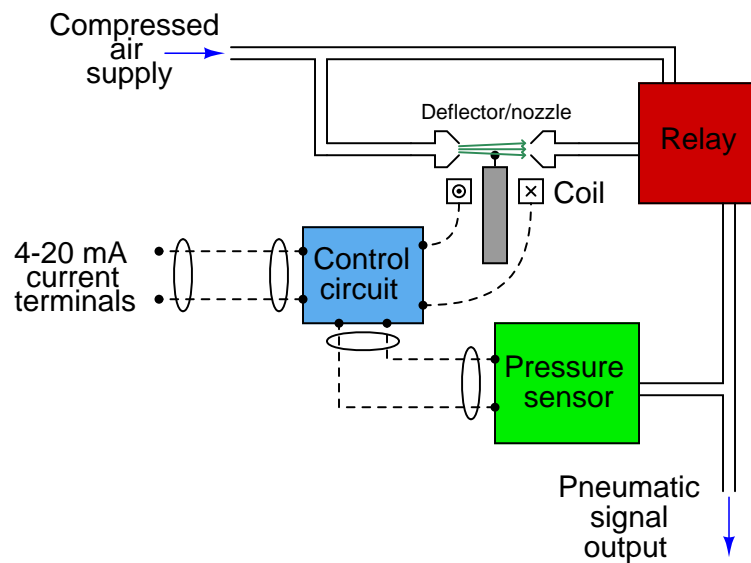 Compressed
air
supply
Deflector/nozzle
Relay
Coil
4-20 mA
current
terminals
Control
circuit
Pressure
sensor
Pneumatic
signal
output